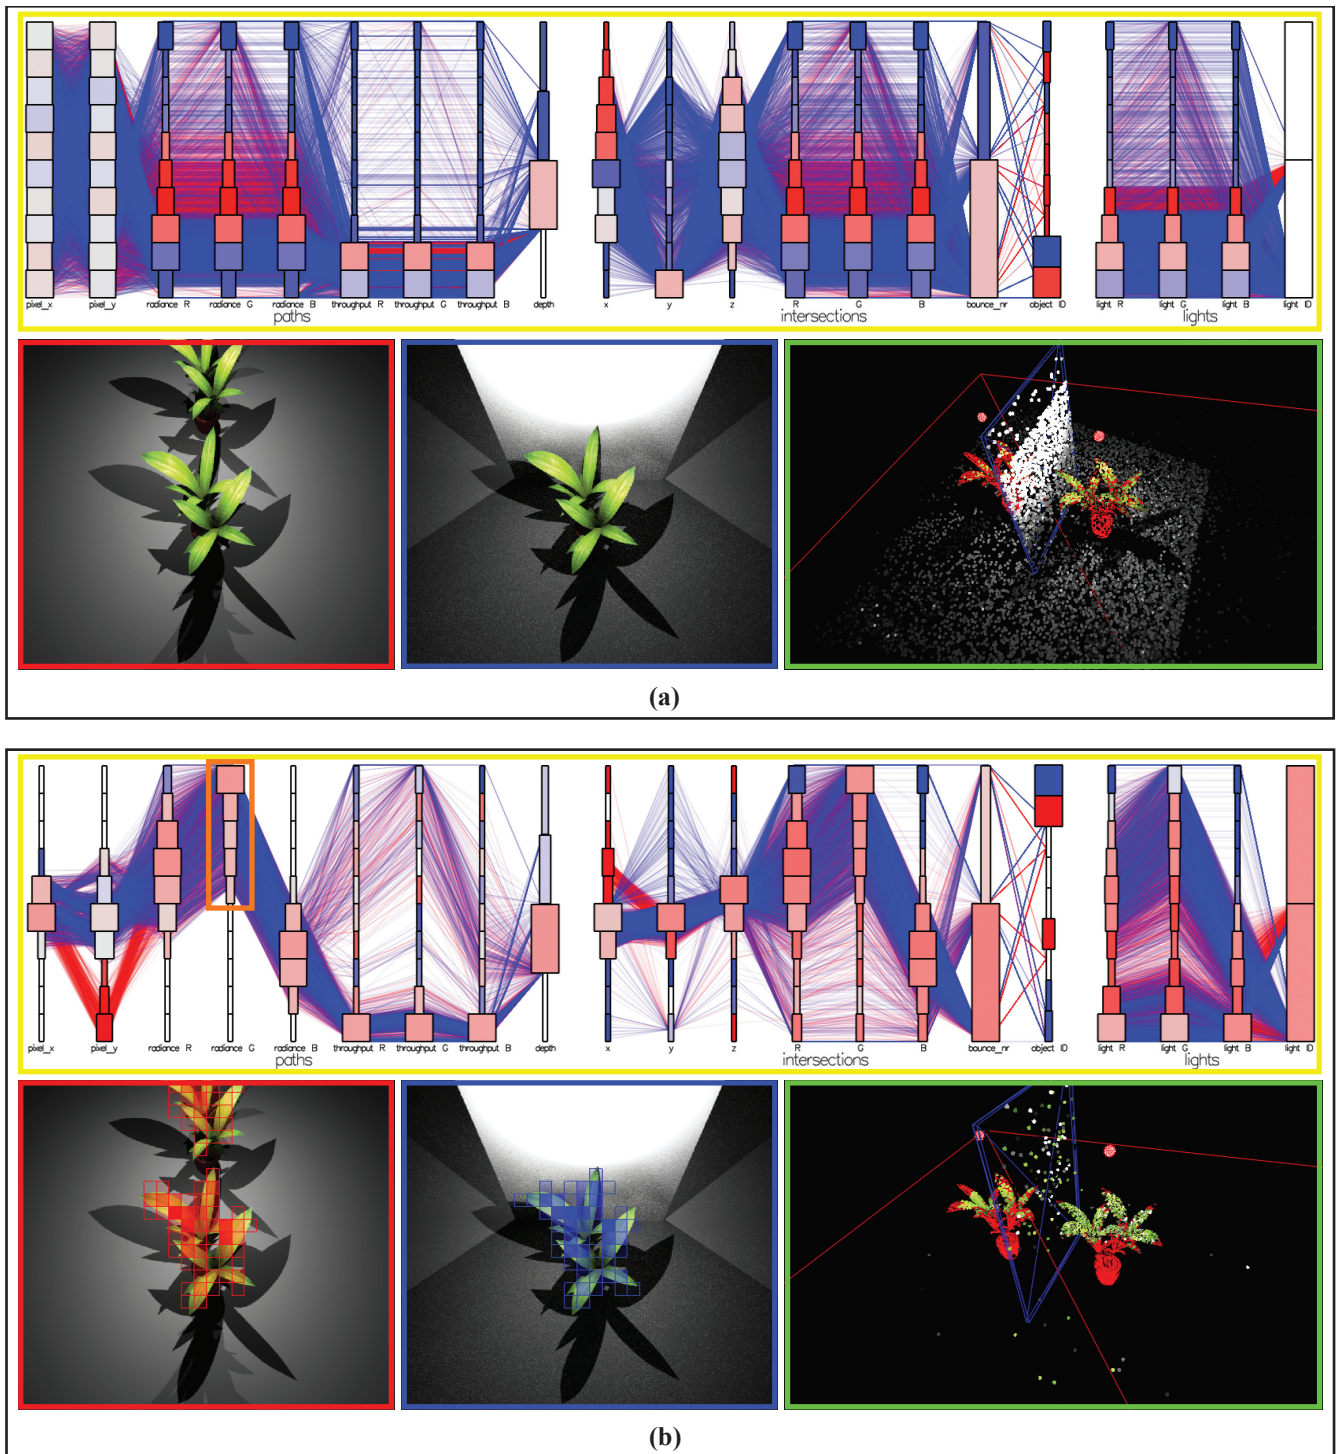 pixel_x pixel_y radiance R radiance G radiance B throughput R throughput G throughput B depth x y z R G B bounce_nr object ID light R light G light B light ID
paths intersections lights
(a)
pixel_x pixel_y radiance R radiance G radiance B throughput R throughput G throughput B depth x y z R G B bounce_nr object ID light R light G light B light ID
paths intersections lights
(b)